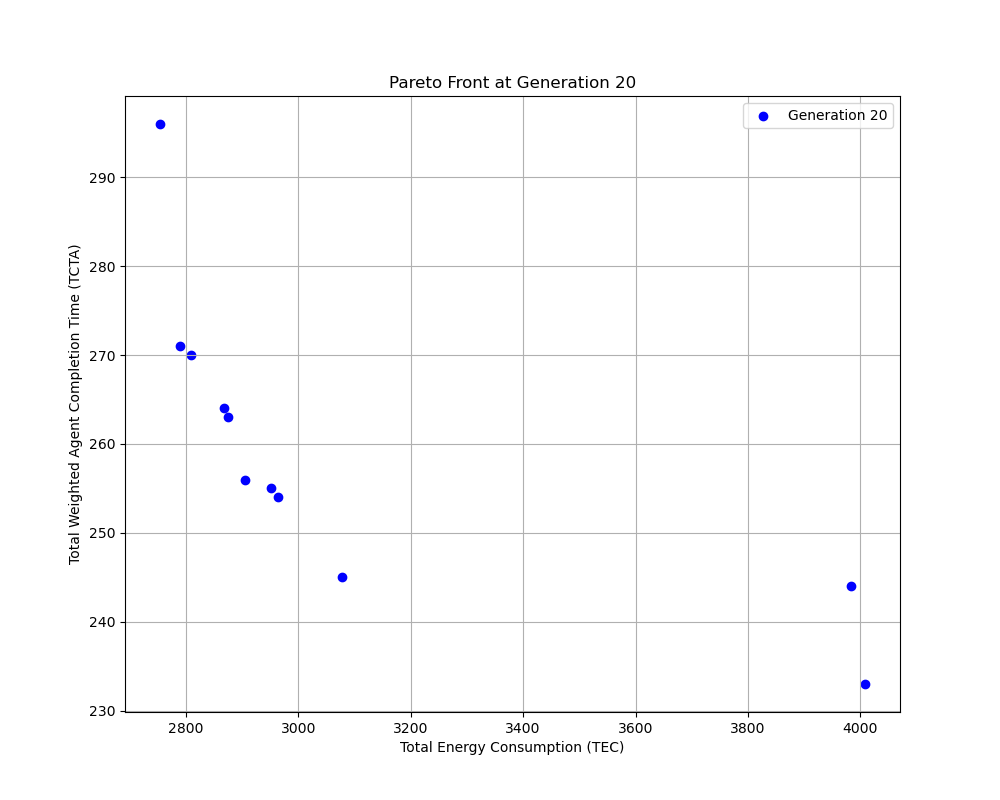 Pareto Front at Generation 20
Generation 20
Total Weighted Agent Completion Time (TCTA)
290
280
270
260
250
240
230
2800 3000 3200 3400 3600 3800 4000
Total Energy Consumption (TEC)